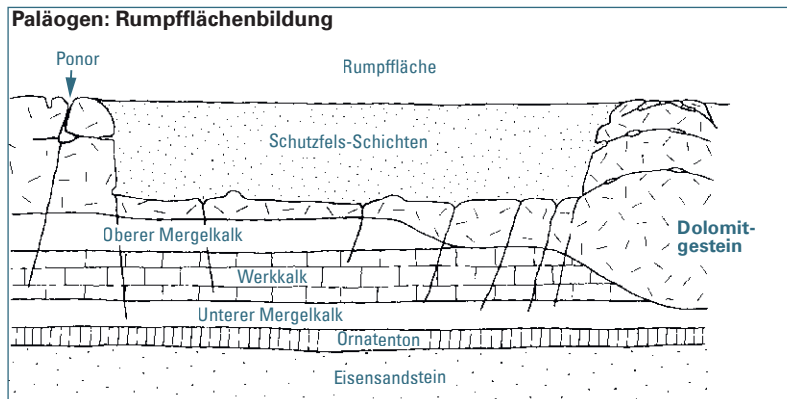 Paläogen: Rumpfflächenbildung
Ponor
Rumpffläche
Schutzfels-Schichten
Oberer Mergelkalk
Dolomit-
gestein
Werkkalk
Unterer Mergelkalk
Ornatenton
Eisensandstein